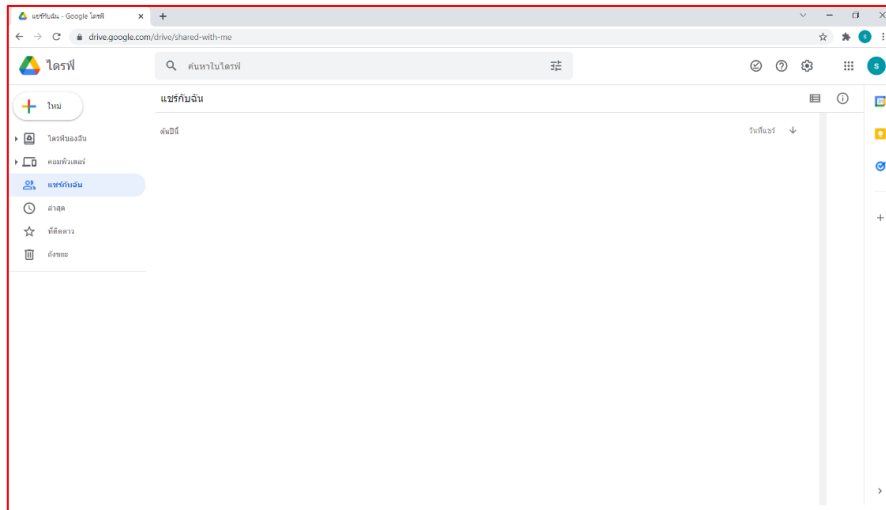 แชร์กับฉัน - Google ไดรฟ์
drive.google.com/drive/shared-with-me
ไดรฟ์
ค้นหาในไดรฟ์
S
ใหม่
แชร์กับฉัน
ไดรฟ์ของฉัน
ต้นปีนี้
วันที่แชร์
คอมพิวเตอร์
แชร์กับฉัน
ล่าสุด
ที่ติดดาว
ถังขยะ